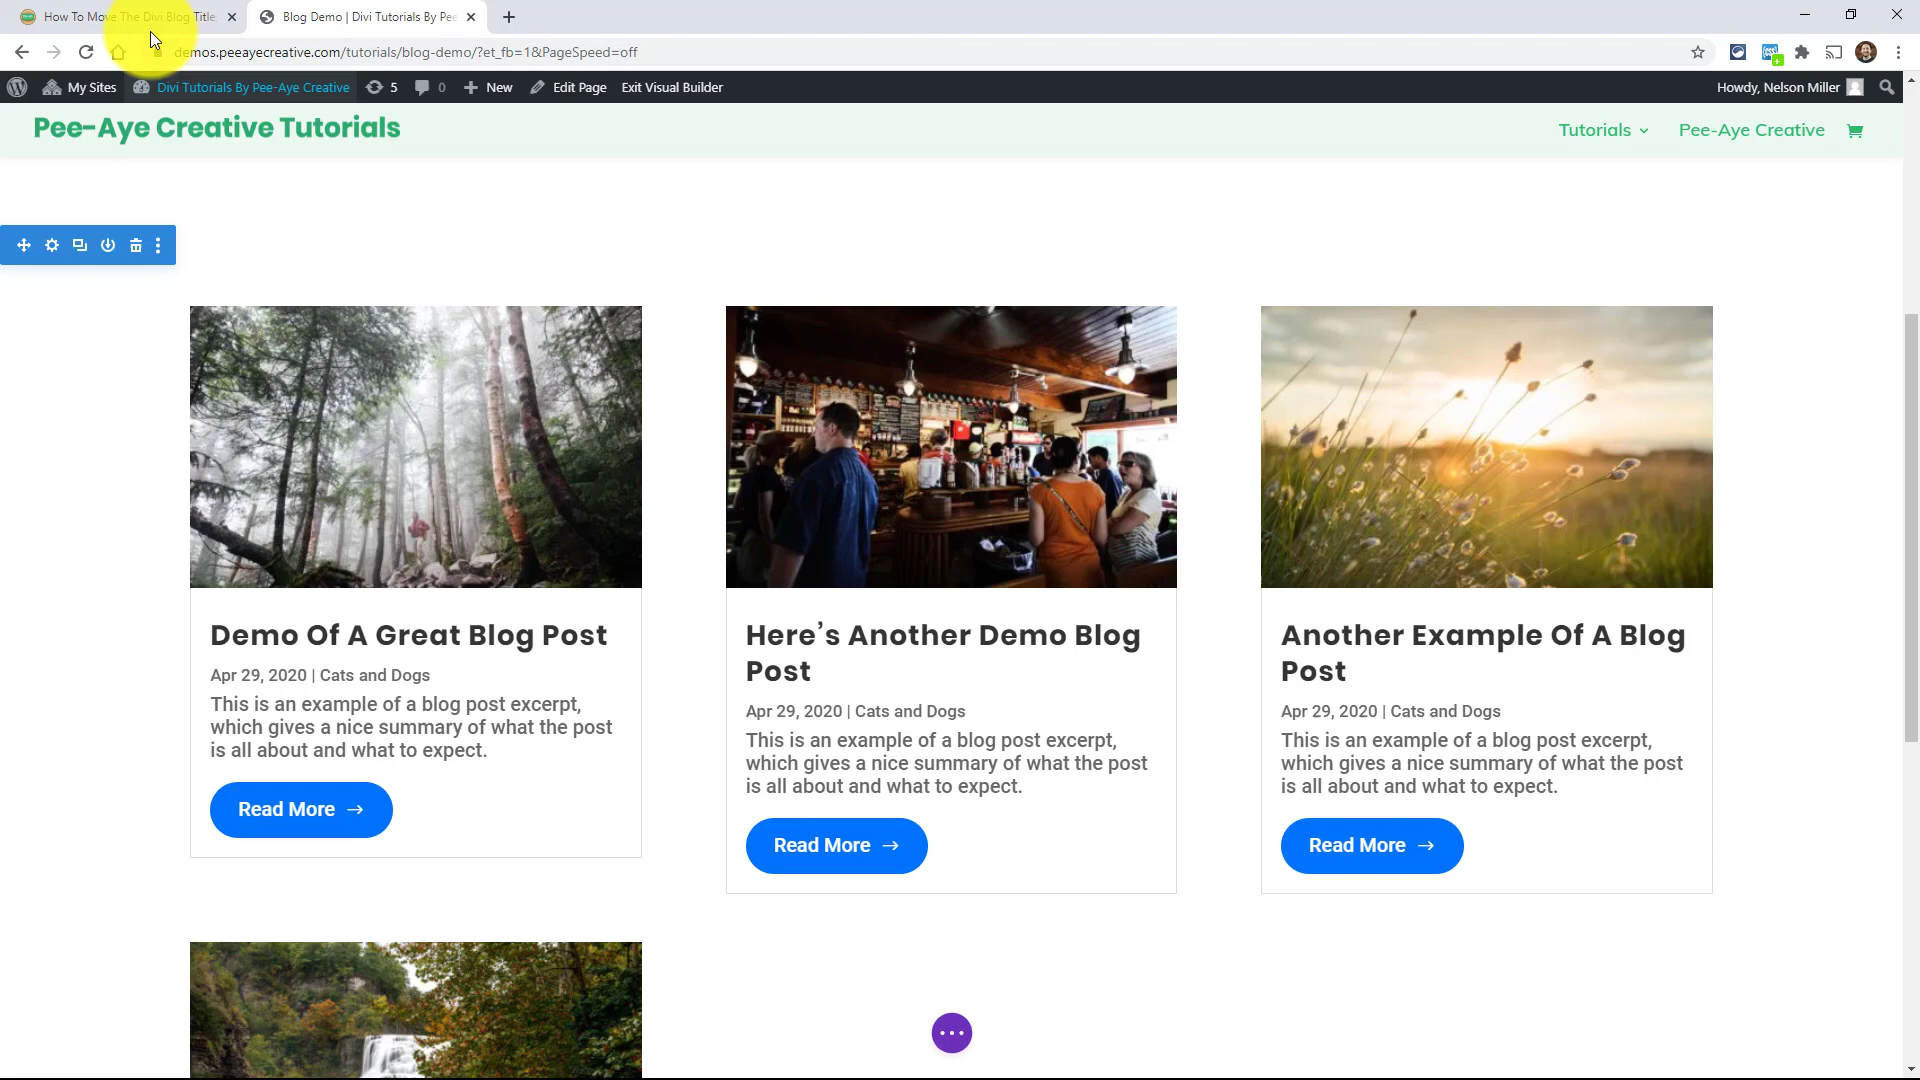 How To Move The Divi Blog Title
Blog Demo | Divi Tutorials By Pee
demos.peeayecreative.com/tutorials/blog-demo/?et_fb=1&PageSpeed=off
My Sites Divi Tutorials By Pee-Aye Creative 5 0 New Edit Page Exit Visual Builder Howdy, Nelson Miller
Pee-Aye Creative Tutorials
Tutorials Pee-Aye Creative
Demo Of A Great Blog Post
Apr 29, 2020 | Cats and Dogs
This is an example of a blog post excerpt,
which gives a nice summary of what the post
is all about and what to expect.
Read More →
Here’s Another Demo Blog
Post
Apr 29, 2020 | Cats and Dogs
This is an example of a blog post excerpt,
which gives a nice summary of what the post
is all about and what to expect.
Read More →
Another Example Of A Blog
Post
Apr 29, 2020 | Cats and Dogs
This is an example of a blog post excerpt,
which gives a nice summary of what the post
is all about and what to expect.
Read More →